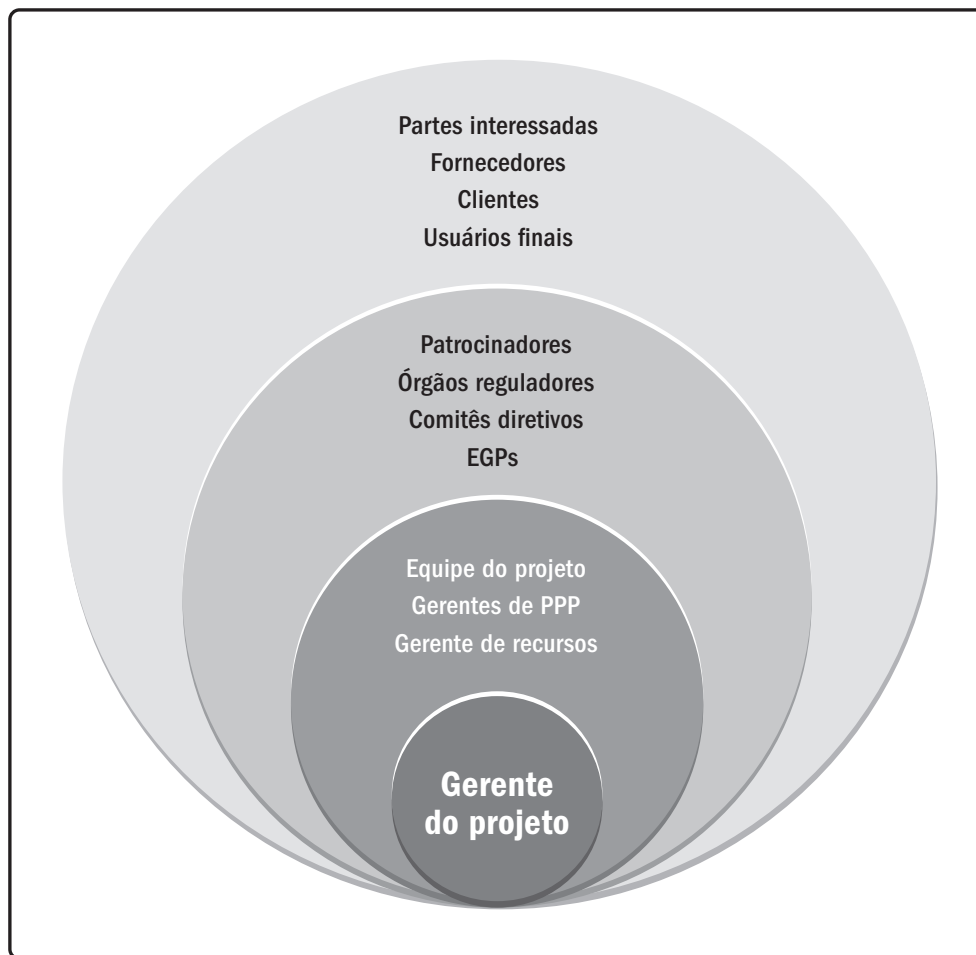 Partes interessadas
Fornecedores
Clientes
Usuários finais
Patrocinadores
Órgãos reguladores
Comitês diretivos
EGPs
Equipe do projeto
Gerentes de PPP
Gerente de recursos
Gerente
do projeto